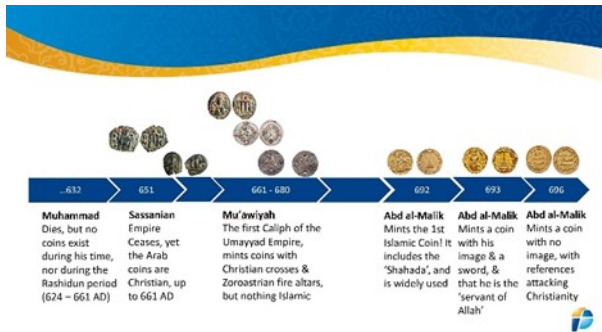 ...632
651
661 - 680
692
693
696
Muhammad
Dies, but no
coins exist
during his time,
nor during the
Rashidun period
(624 – 661 AD)
Sassanian
Empire
Ceases, yet
the Arab
coins are
Christian, up
to 661 AD
Mu'awiyah
The first Caliph of the
Umayyad Empire,
mints coins with
Christian crosses &
Zoroastrian fire altars,
but nothing Islamic
Abd al-Malik
Mints the 1st
Islamic Coin! It
includes the
'Shahada', and
is widely used
Abd al-Malik
Mints a coin
with his
image & a
sword, &
that he is the
'servant of
Allah'
Abd al-Malik
Mints a coin
with no
image, with
references
attacking
Christianity